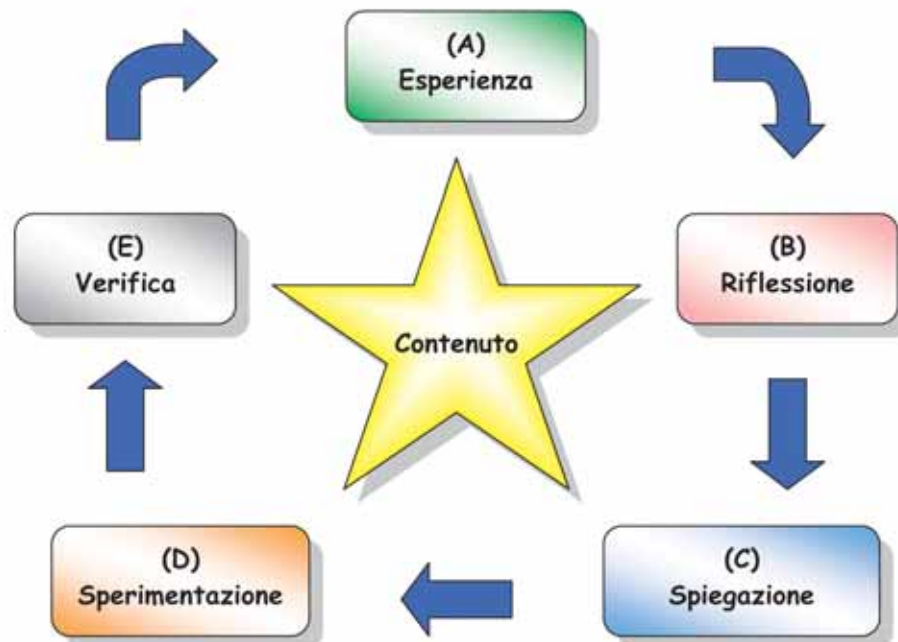 (A)
Esperienza
(B)
Riflessione
(C)
Spiegazione
(D)
Sperimentazione
(E)
Verifica
Contenuto